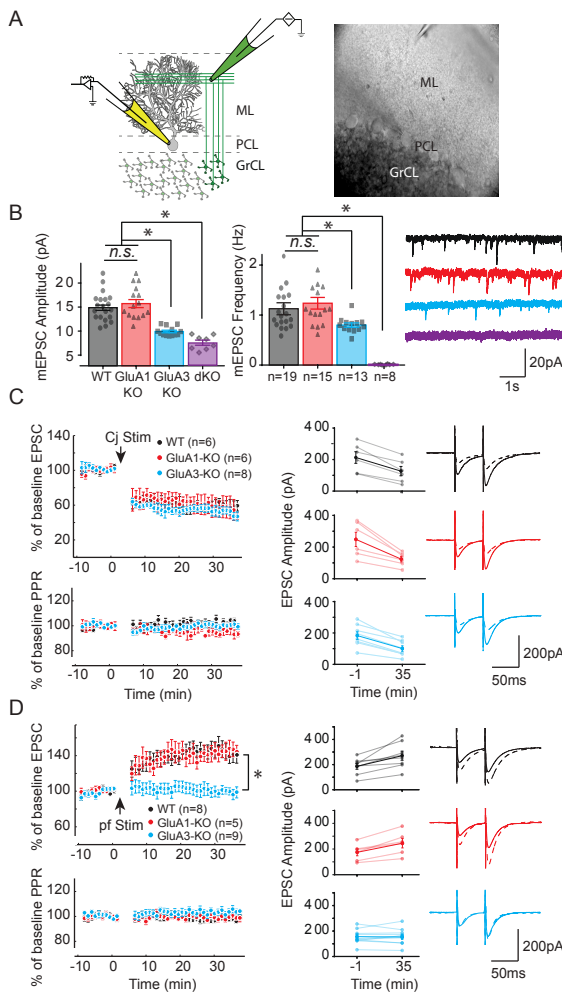 A
ML
PCL
GrCL
ML
PCL
GrCL
B
mEPSC Amplitude (pA)
20
15
10
5
n.s.
*
*
WT
GluA1
KO
GluA3
KO
dKO
mEPSC Frequency (Hz)
2
1
0
n.s.
*
*
n=19
n=15
n=13
n=8
20pA
1s
C
% of baseline EPSC
140
100
60
Cj Stim
WT (n=6)
GluA1-KO (n=6)
GluA3-KO (n=8)
-10 0 10 20 30
% of baseline PPR
120
100
80
-10 0 10 20 30
Time (min)
EPSC Amplitude (pA)
400
200
0
400
200
0
400
200
0
-1 35
Time (min)
200pA
50ms
D
% of baseline EPSC
140
100
60
*
pf Stim
WT (n=8)
GluA1-KO (n=5)
GluA3-KO (n=9)
% of baseline PPR
120
100
80
-10 0 10 20 30
Time (min)
EPSC Amplitude (pA)
400
200
0
400
200
0
400
200
0
-1 35
Time (min)
200pA
50ms